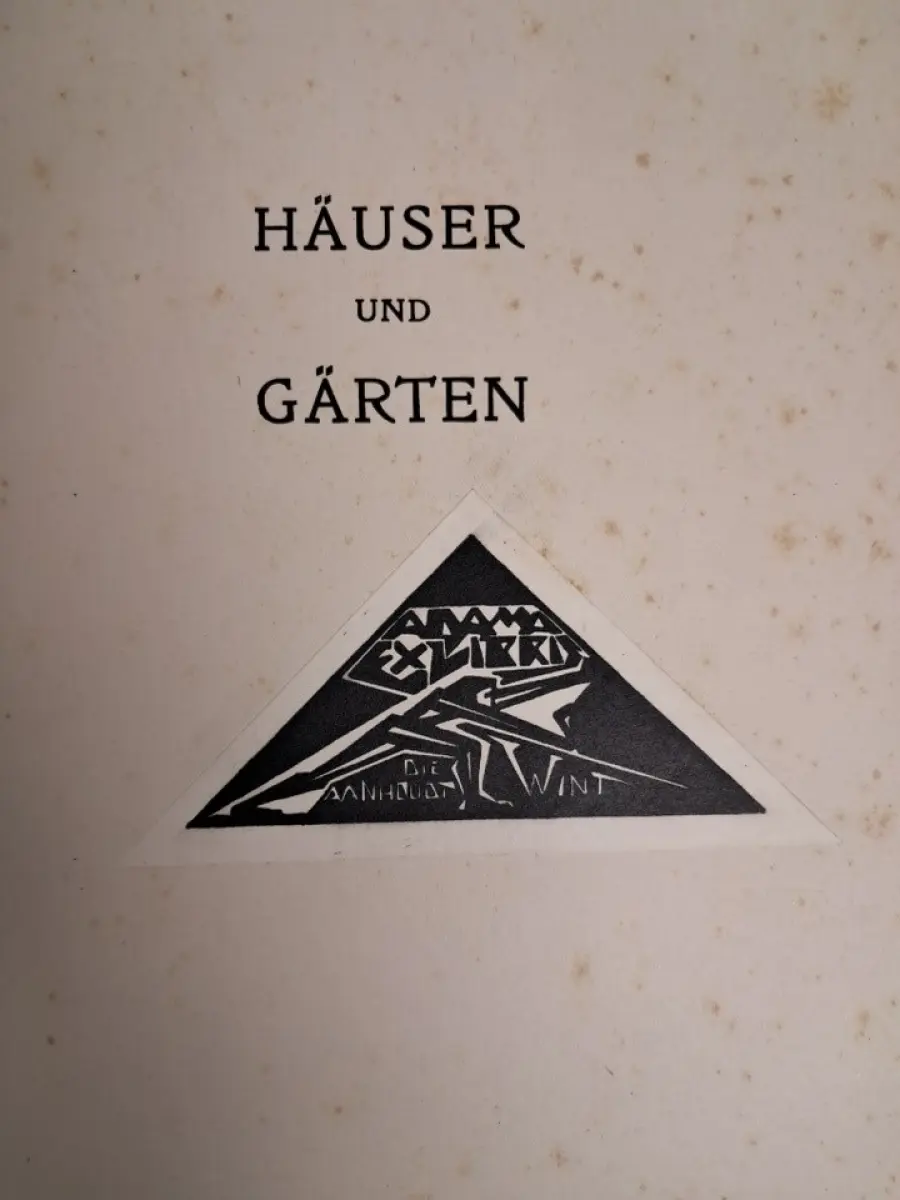 HÄUSER
UND
GÄRTEN
ADAMA
EX LIBRIS
DIE
AANHOUDT WINT